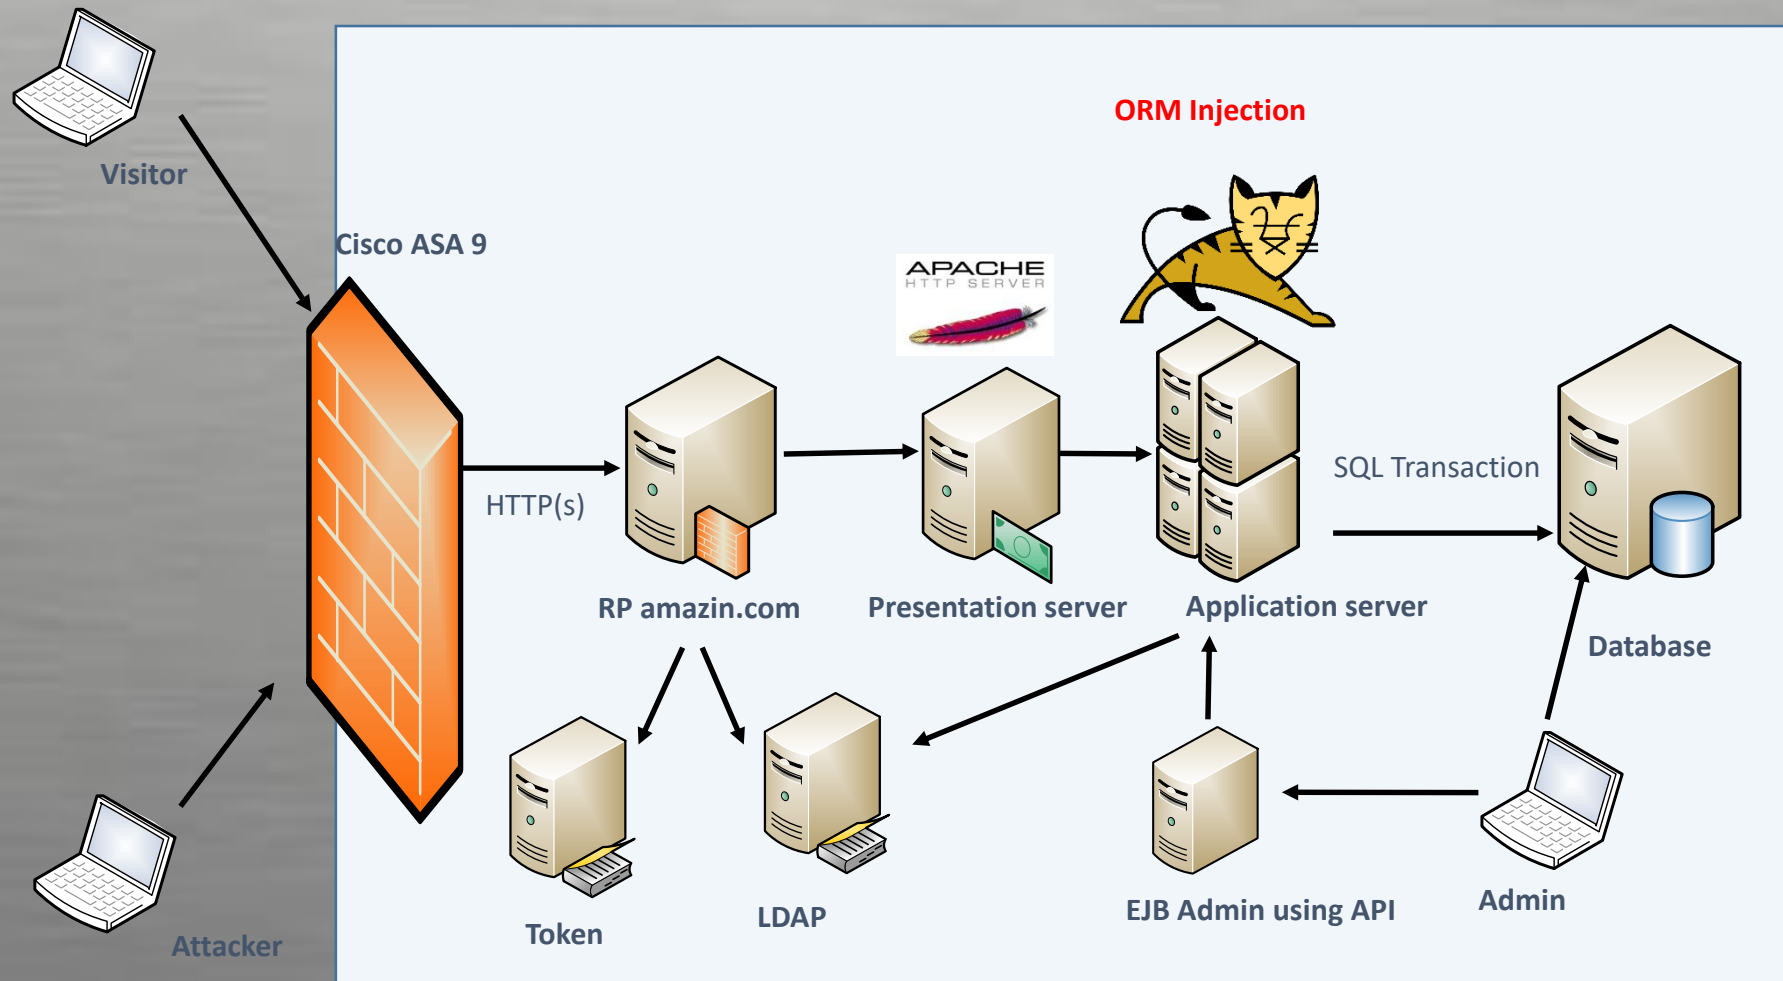 ORM Injection
Visitor
Cisco ASA 9
APACHE
HTTP SERVER
SQL Transaction
HTTP(s)
RP amazin.com
Presentation server
Application server
Database
Token
LDAP
EJB Admin using API
Admin
Attacker